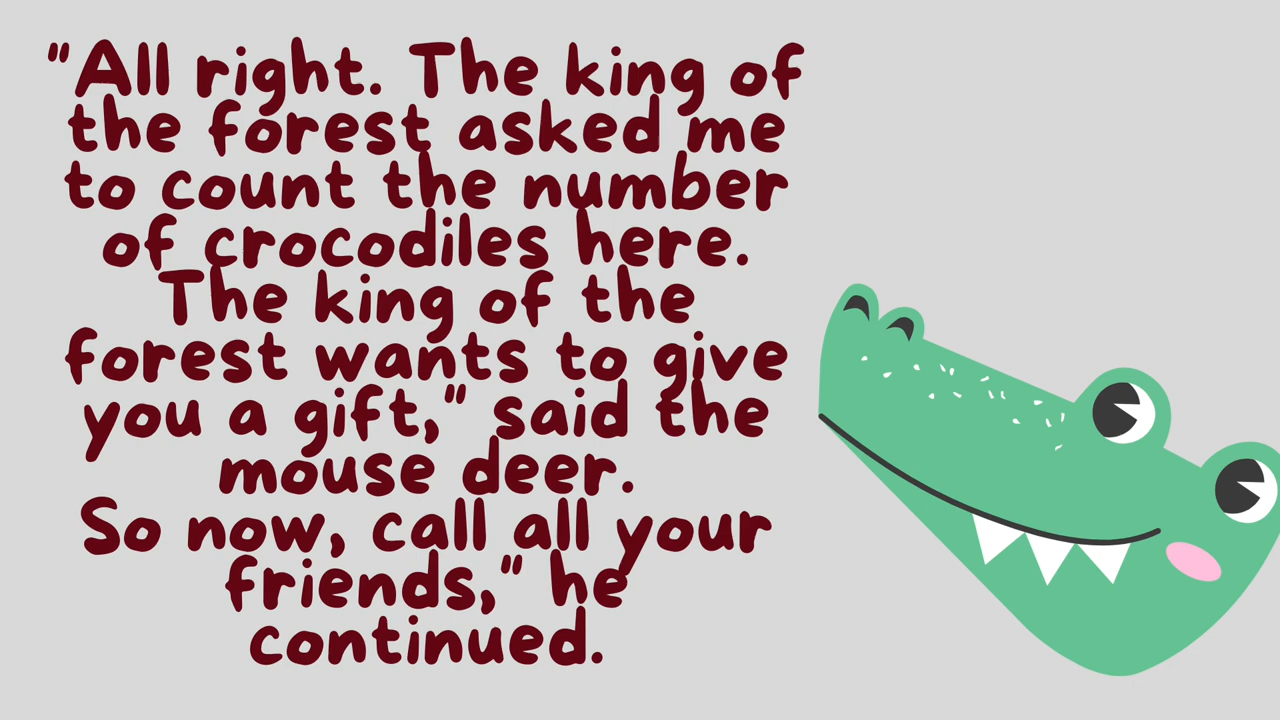 "All right. The king of
the forest asked me
to count the number
of crocodiles here.
The king of the
forest wants to give
you a gift," said the
mouse deer.
So now, call all your
friends," he
continued.